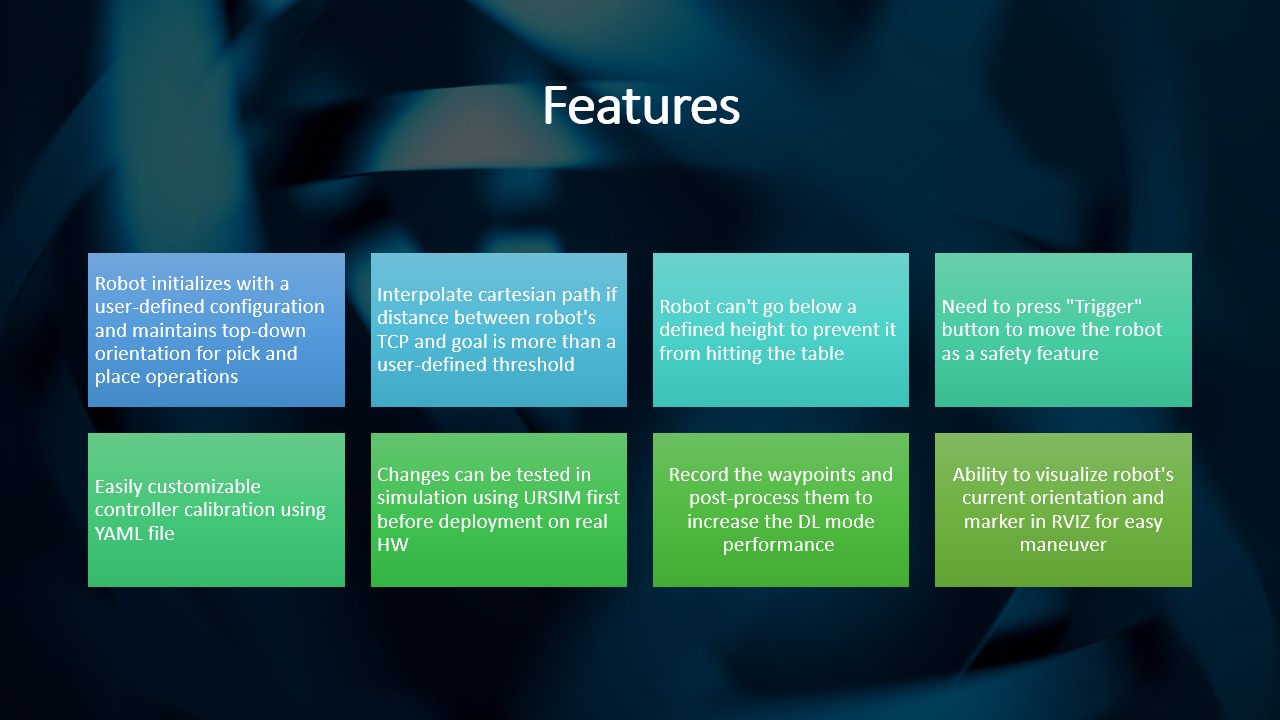 Features
Robot initializes with a
user-defined configuration
and maintains top-down
orientation for pick and
place operations
Interpolate cartesian path if
distance between robot's
TCP and goal is more than a
user-defined threshold
Robot can't go below a
defined height to prevent it
from hitting the table
Need to press "Trigger"
button to move the robot
as a safety feature
Easily customizable
controller calibration using
YAML file
Changes can be tested in
simulation using URSIM first
before deployment on real
HW
Record the waypoints and
post-process them to
increase the DL mode
performance
Ability to visualize robot's
current orientation and
marker in RVIZ for easy
maneuver